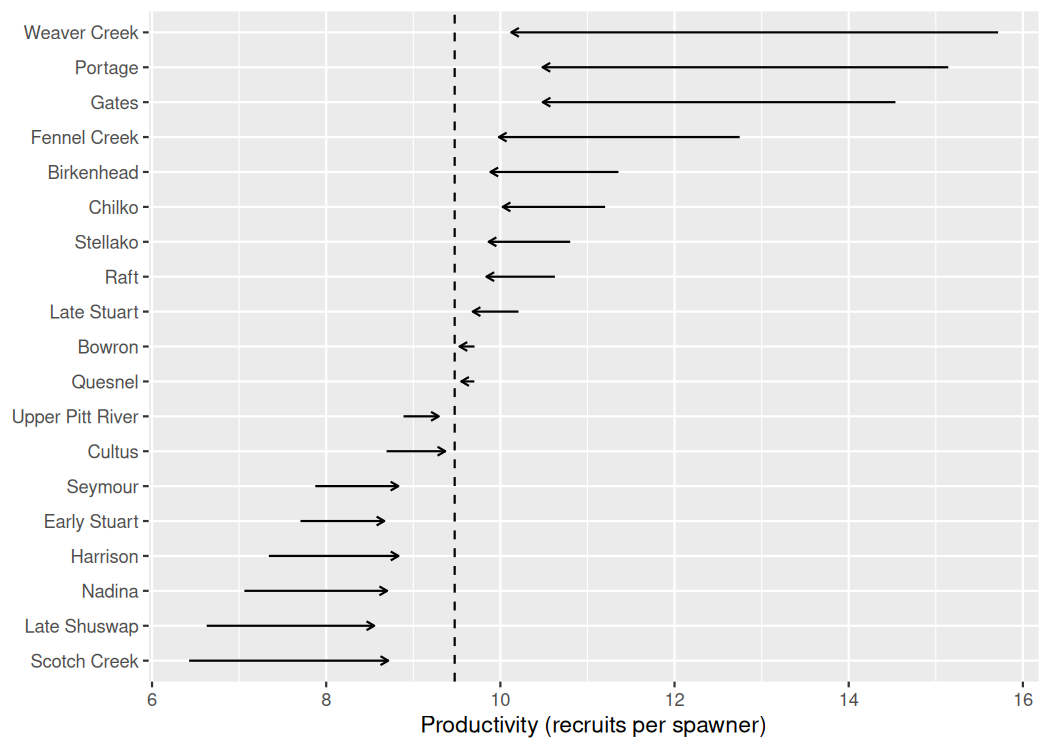 Weaver Creek
Portage
Gates
Fennel Creek
Birkenhead
Chilko
Stellako
Raft
Late Stuart
Bowron
Quesnel
Upper Pitt River
Cultus
Seymour
Early Stuart
Harrison
Nadina
Late Shuswap
Scotch Creek
6 8 10 12 14 16
Productivity (recruits per spawner)